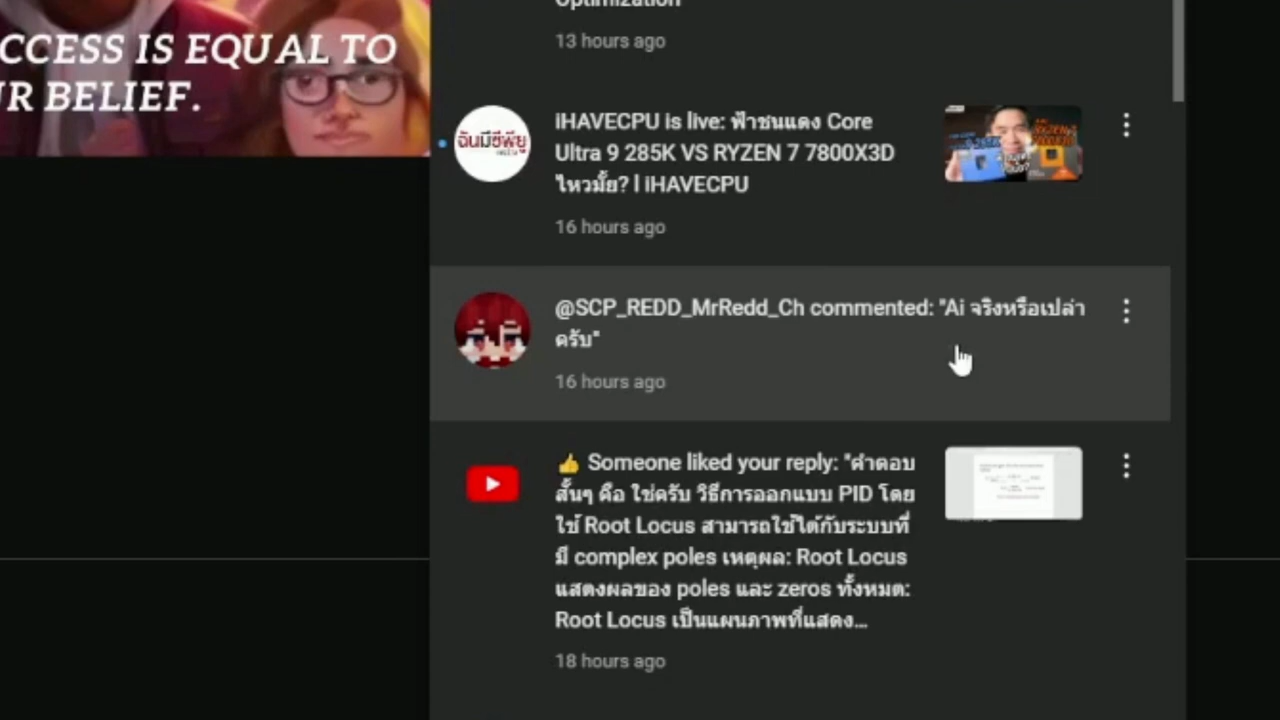 CCESS IS EQUAL TO
R BELIEF.
Optimization
13 hours ago
ฉันมีซีพียู
iHAVECPU is live: ฟ้าชนแดง Core
Ultra 9 285K VS RYZEN 7 7800X3D
ไหวมั้ย? l iHAVECPU
16 hours ago
@SCP_REDD_MrRedd_Ch commented: "Ai จริงหรือเปล่า
ครับ"
16 hours ago
👍 Someone liked your reply: "คำตอบ
สั้นๆ คือ ใช่ครับ วิธีการออกแบบ PID โดย
ใช้ Root Locus สามารถใช้ได้กับระบบที่
มี complex poles เหตุผล: Root Locus
แสดงผลของ poles และ zeros ทั้งหมด:
Root Locus เป็นแผนภาพที่แสดง...
18 hours ago